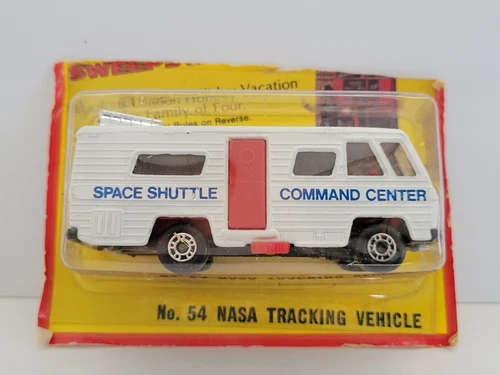 Vacation
Family of Four.
Rules on Reverse.
SPACE SHUTTLE COMMAND CENTER
No. 54 NASA TRACKING VEHICLE